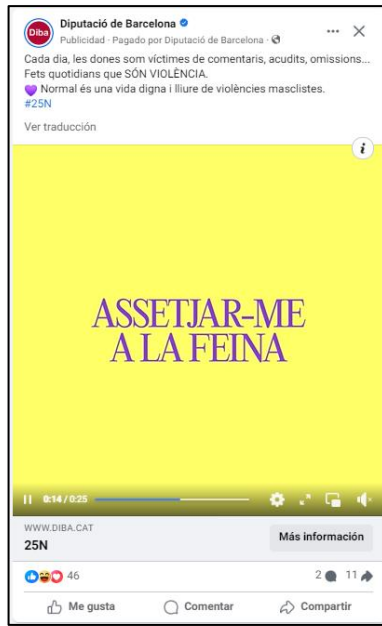 Diba
Diputació de Barcelona
Publicidad · Pagado por Diputació de Barcelona ·
Cada dia, les dones som víctimes de comentaris, acudits, omissions...
Fets quotidians que SÓN VIOLÈNCIA.
💜 Normal és una vida digna i lliure de violències masclistes.
#25N
Ver traducción
i
ASSETJAR-ME
A LA FEINA
0:14 / 0:25
WWW.DIBA.CAT
25N
Más información
46
2
11
Me gusta
Comentar
Compartir